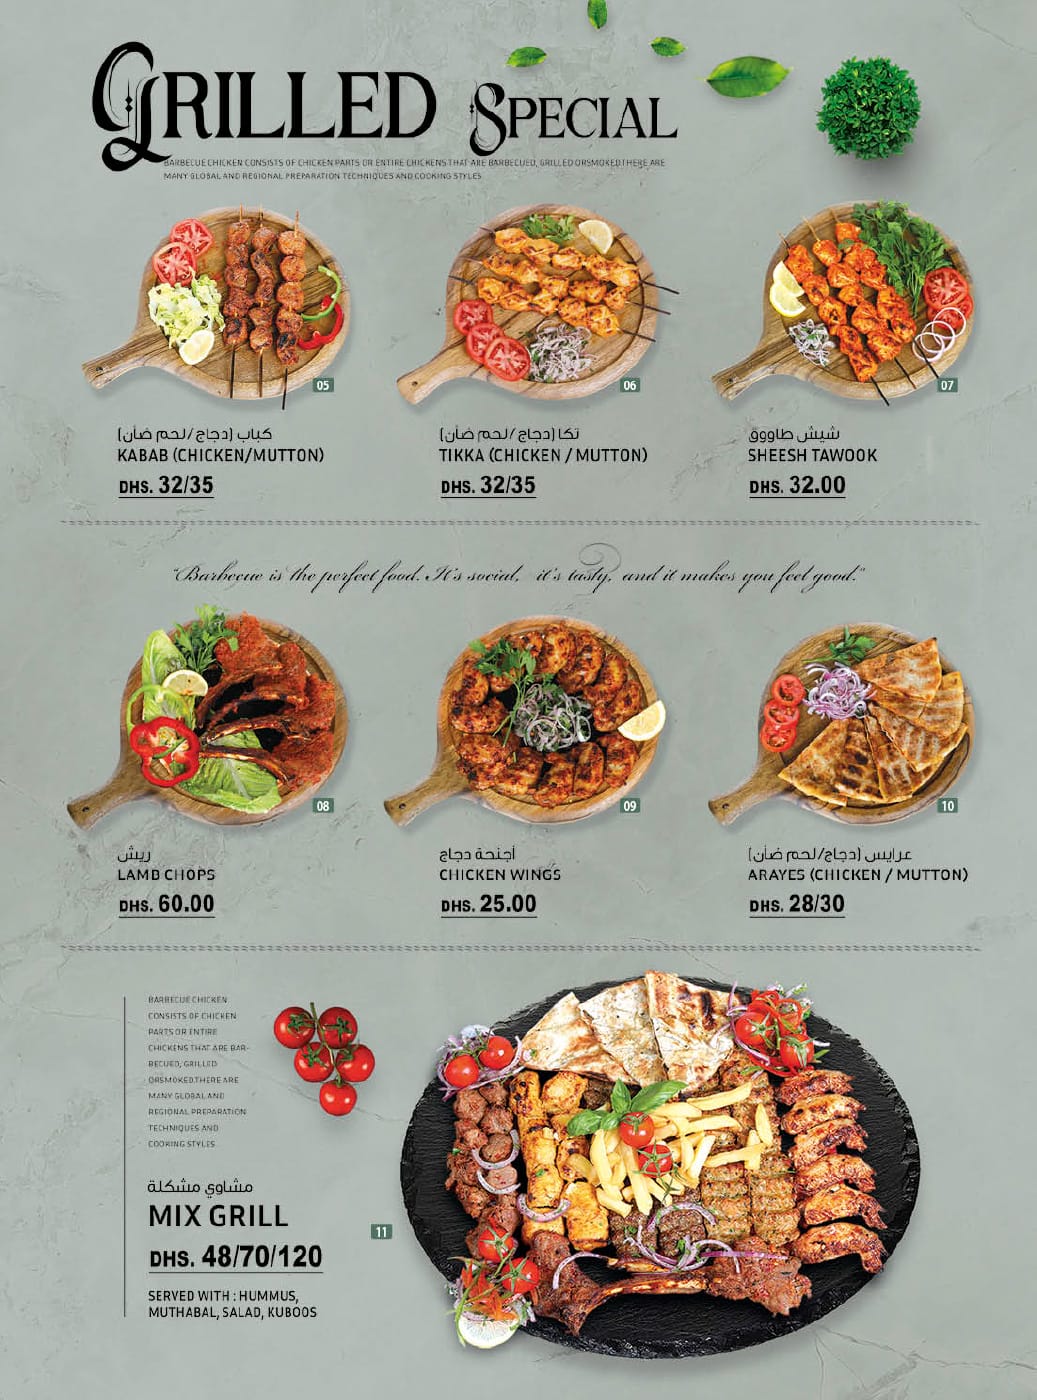 GRILLED SPECIAL
BARBECUE CHICKEN CONSISTS OF CHICKEN PARTS OR ENTIRE CHICKENS THAT ARE BARBECUED, GRILLED ORSMOKED.THERE ARE
MANY GLOBAL AND REGIONAL PREPARATION TECHNIQUES AND COOKING STYLES
05
كباب (دجاج/لحم ضأن)
KABAB (CHICKEN/MUTTON)
DHS. 32/35
06
تكا (دجاج/لحم ضأن)
TIKKA (CHICKEN / MUTTON)
DHS. 32/35
07
شيش طاووق
SHEESH TAWOOK
DHS. 32.00
"Barbecue is the perfect food. It's social, it's tasty, and it makes you feel good."
08
ريش
LAMB CHOPS
DHS. 60.00
09
أجنحة دجاج
CHICKEN WINGS
DHS. 25.00
10
عرايس (دجاج/لحم ضأن)
ARAYES (CHICKEN / MUTTON)
DHS. 28/30
BARBECUE CHICKEN
CONSISTS OF CHICKEN
PARTS OR ENTIRE
CHICKENS THAT ARE BAR-
BECUED, GRILLED
ORSMOKED.THERE ARE
MANY GLOBAL AND
REGIONAL PREPARATION
TECHNIQUES AND
COOKING STYLES
مشاوي مشكلة
MIX GRILL
11
DHS. 48/70/120
SERVED WITH : HUMMUS,
MUTHABAL, SALAD, KUBOOS